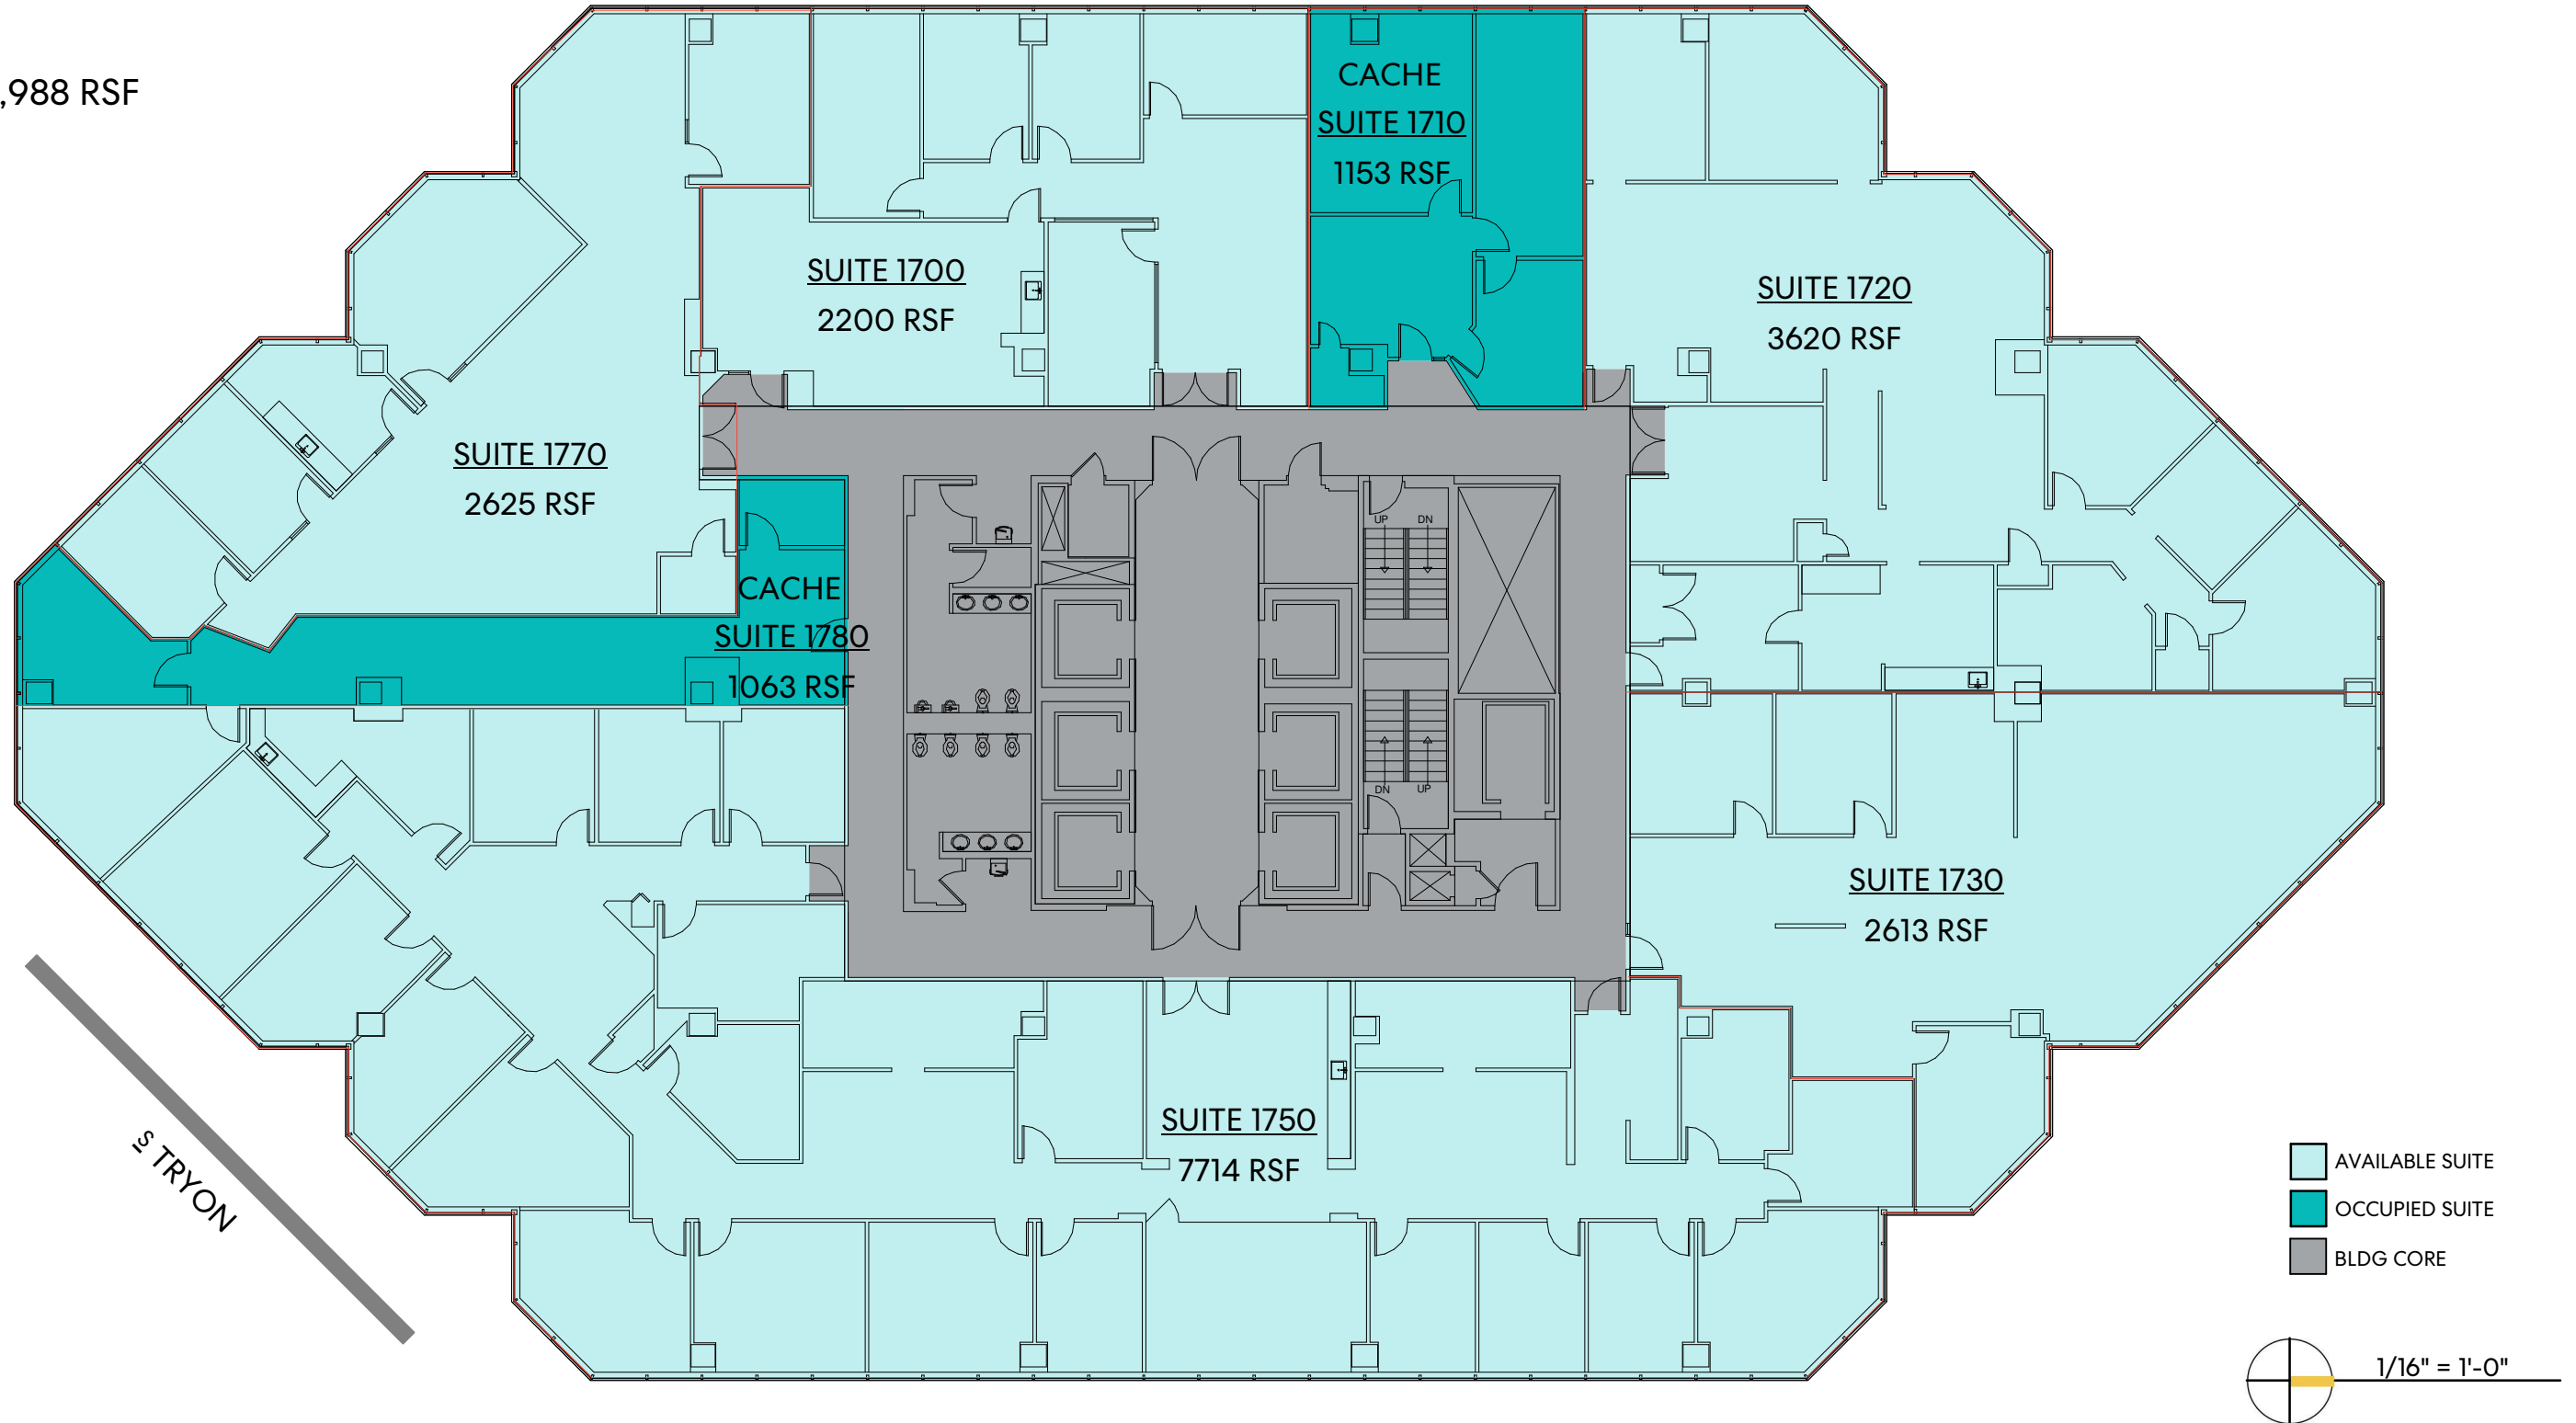 ,988 RSF
CACHE
SUITE 1710
1153 RSF
SUITE 1700
2200 RSF
SUITE 1720
3620 RSF
SUITE 1770
2625 RSF
UP DN
CACHE
SUITE 1780
1063 RSF
DN UP
SUITE 1730
2613 RSF
SUITE 1750
7714 RSF
S TRYON
AVAILABLE SUITE
OCCUPIED SUITE
BLDG CORE
1/16" = 1'-0"